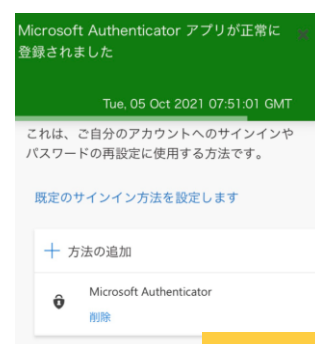 Microsoft Authenticator アプリが正常に
登録されました
Tue, 05 Oct 2021 07:51:01 GMT
これは、ご自分のアカウントへのサインインや
パスワードの再設定に使用する方法です。
既定のサインイン方法を設定します
方法の追加
Microsoft Authenticator
削除